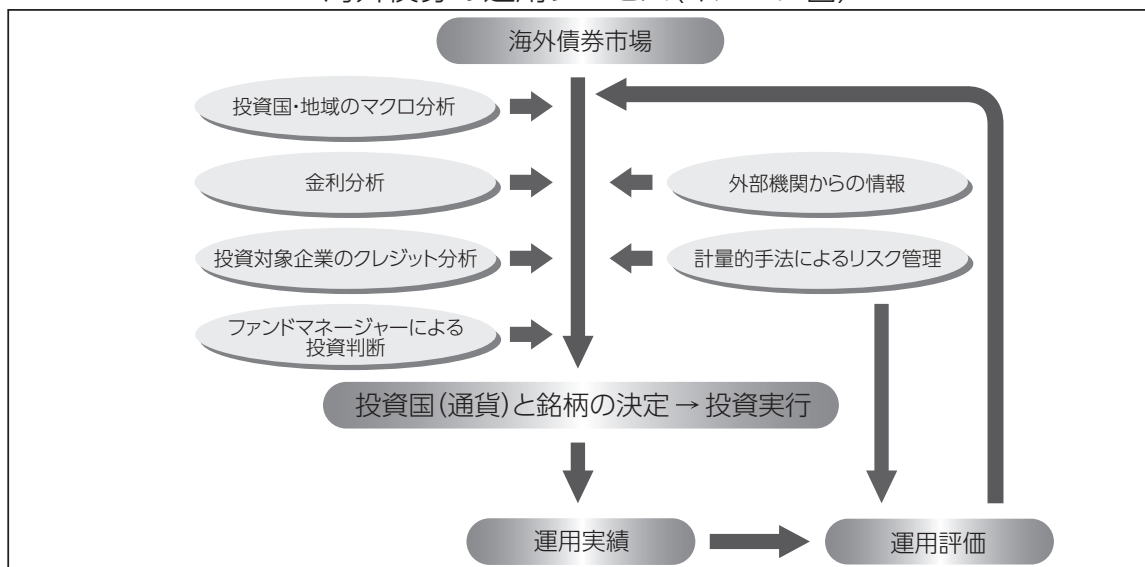 海外債券市場
投資国・地域のマクロ分析
金利分析
外部機関からの情報
投資対象企業のクレジット分析
計量的手法によるリスク管理
ファンドマネージャーによる
投資判断
投資国(通貨)と銘柄の決定→投資実行
運用実績
運用評価